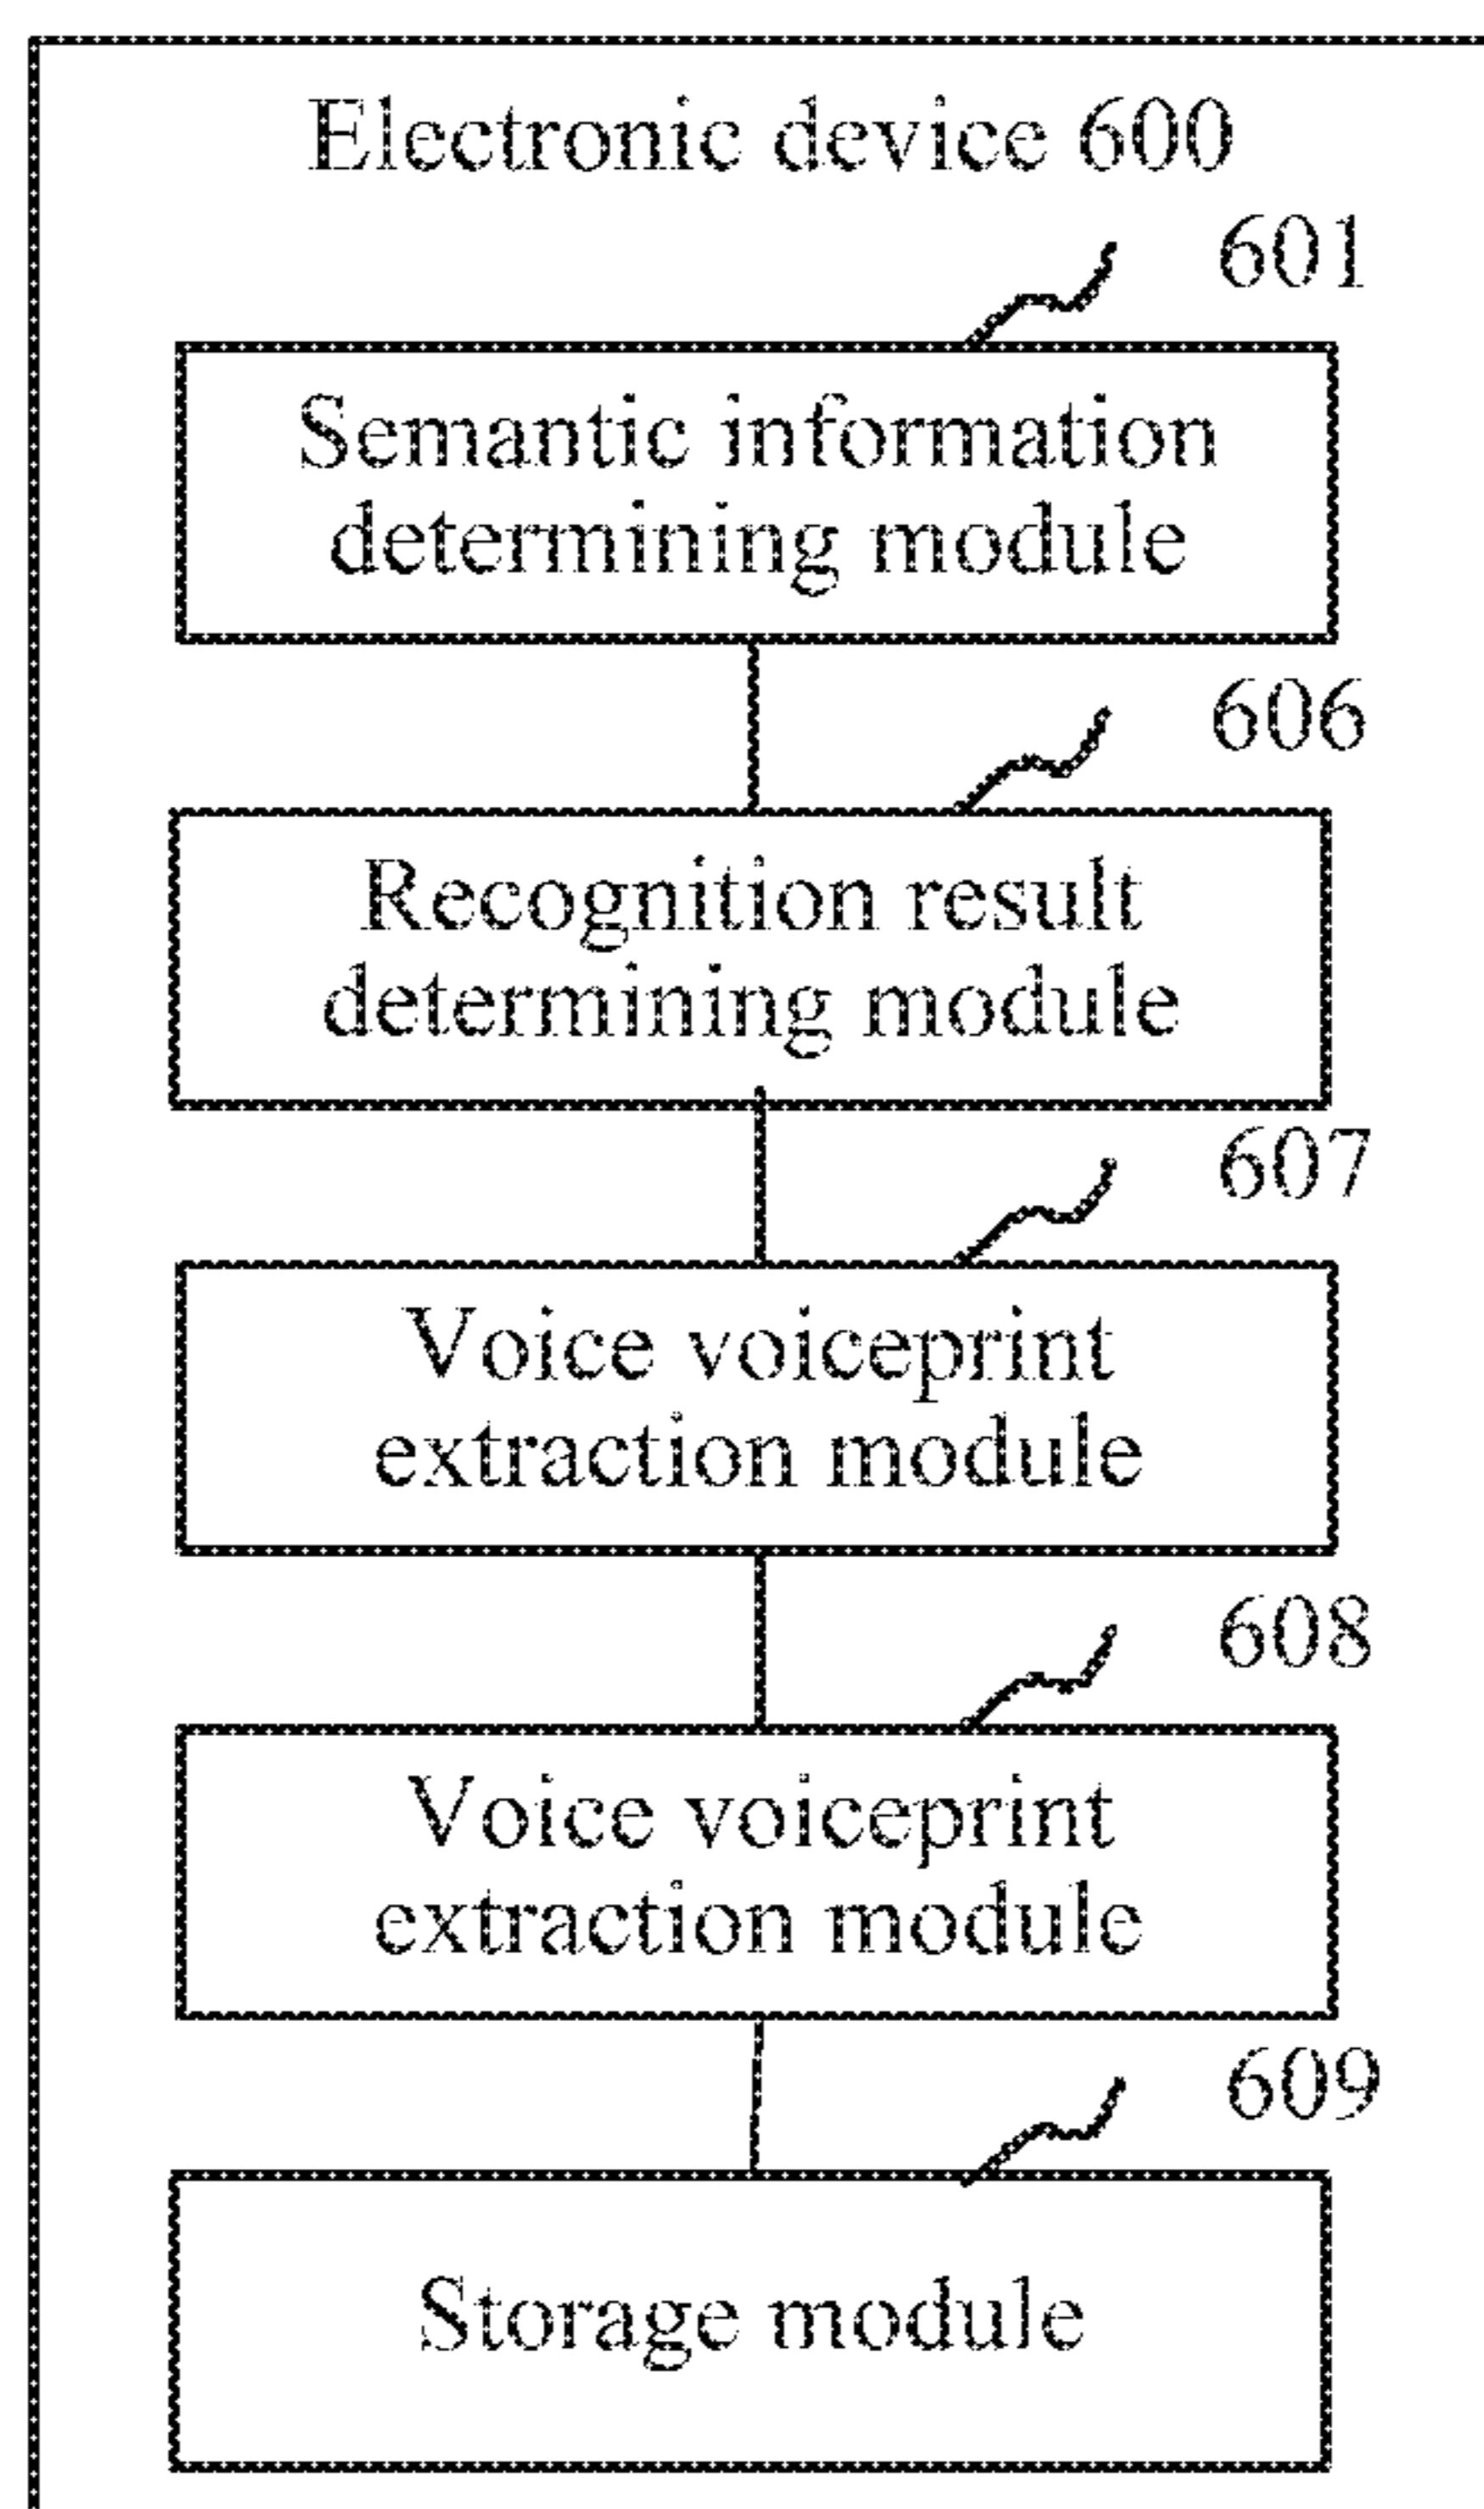 Electronic device 600
601
Semantic information
determining module
606
Recognition result
determining module
607
Voice voiceprint
extraction module
608
Voice voiceprint
extraction module
609
Storage module